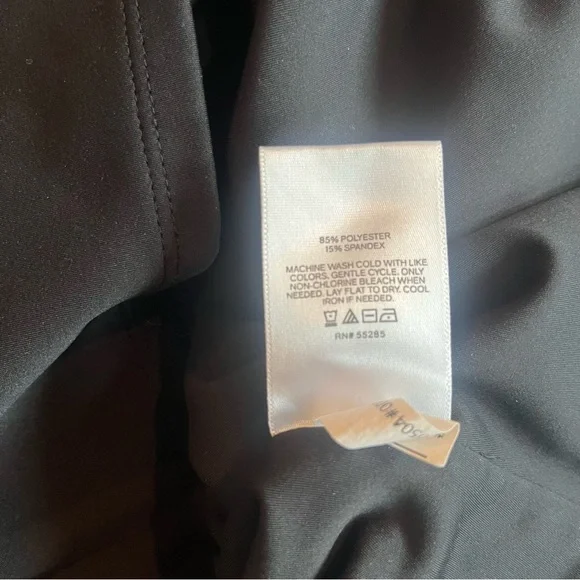 85% POLYESTER
15% SPANDEX
MACHINE WASH COLD WITH LIKE
COLORS, GENTLE CYCLE. ONLY
NON-CHLORINE BLEACH WHEN
NEEDED. LAY FLAT TO DRY. COOL
IRON IF NEEDED.
RN# 55285